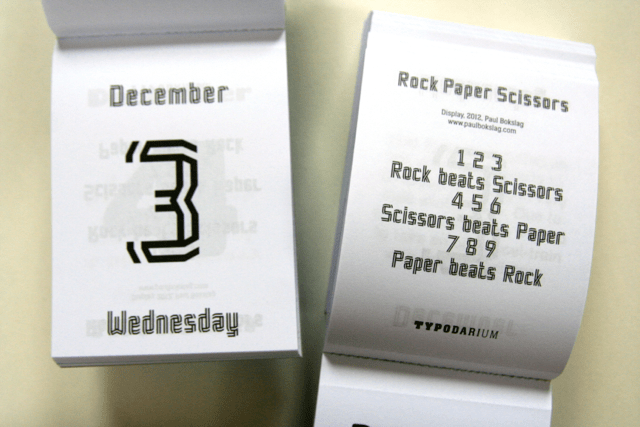 December
3
Wednesday
Rock Paper Scissors
Display, 2012, Paul Bokslag
www.paulbokslag.com
1 2 3
Rock beats Scissors
4 5 6
Scissors beats Paper
7 8 9
Paper beats Rock
TYPODARIUM